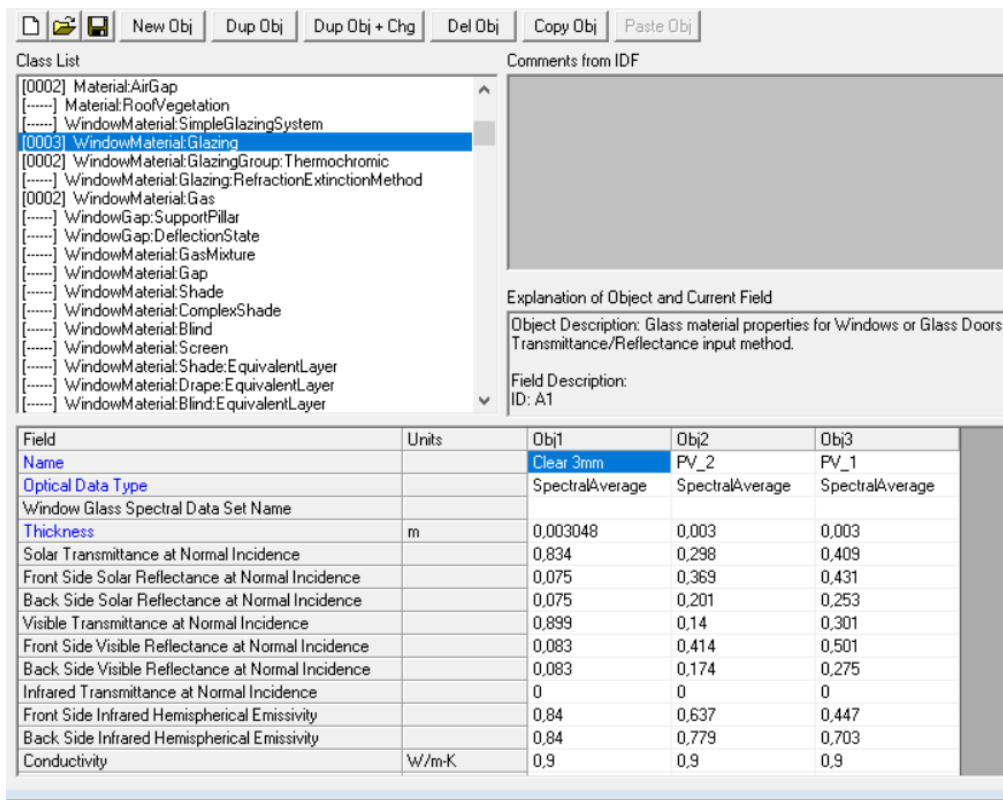 New Obj Dup Obj Dup Obj + Chg Del Obj Copy Obj Paste Obj
Class List
[0002] Material:AirGap
[------] Material:RoofVegetation
[------] WindowMaterial:SimpleGlazingSystem
[0003] WindowMaterial:Glazing
[0002] WindowMaterial:GlazingGroup:Thermochromic
[------] WindowMaterial:Glazing:RefractionExtinctionMethod
[0002] WindowMaterial:Gas
[------] WindowGap:SupportPillar
[------] WindowGap:DeflectionState
[------] WindowMaterial:GasMixture
[------] WindowMaterial:Gap
[------] WindowMaterial:Shade
[------] WindowMaterial:ComplexShade
[------] WindowMaterial:Blind
[------] WindowMaterial:Screen
[------] WindowMaterial:Shade:EquivalentLayer
[------] WindowMaterial:Drape:EquivalentLayer
[------] WindowMaterial:Blind:EquivalentLayer
Comments from IDF
Explanation of Object and Current Field
Object Description: Glass material properties for Windows or Glass Doors
Transmittance/Reflectance input method.
Field Description:
ID: A1
Field Units Obj1 Obj2 Obj3
Name Clear 3mm PV_2 PV_1
Optical Data Type SpectralAverage SpectralAverage SpectralAverage
Window Glass Spectral Data Set Name
Thickness m 0,003048 0,003 0,003
Solar Transmittance at Normal Incidence 0,834 0,298 0,409
Front Side Solar Reflectance at Normal Incidence 0,075 0,369 0,431
Back Side Solar Reflectance at Normal Incidence 0,075 0,201 0,253
Visible Transmittance at Normal Incidence 0,899 0,14 0,301
Front Side Visible Reflectance at Normal Incidence 0,083 0,414 0,501
Back Side Visible Reflectance at Normal Incidence 0,083 0,174 0,275
Infrared Transmittance at Normal Incidence 0 0 0
Front Side Infrared Hemispherical Emissivity 0,84 0,637 0,447
Back Side Infrared Hemispherical Emissivity 0,84 0,779 0,703
Conductivity W/m-K 0,9 0,9 0,9